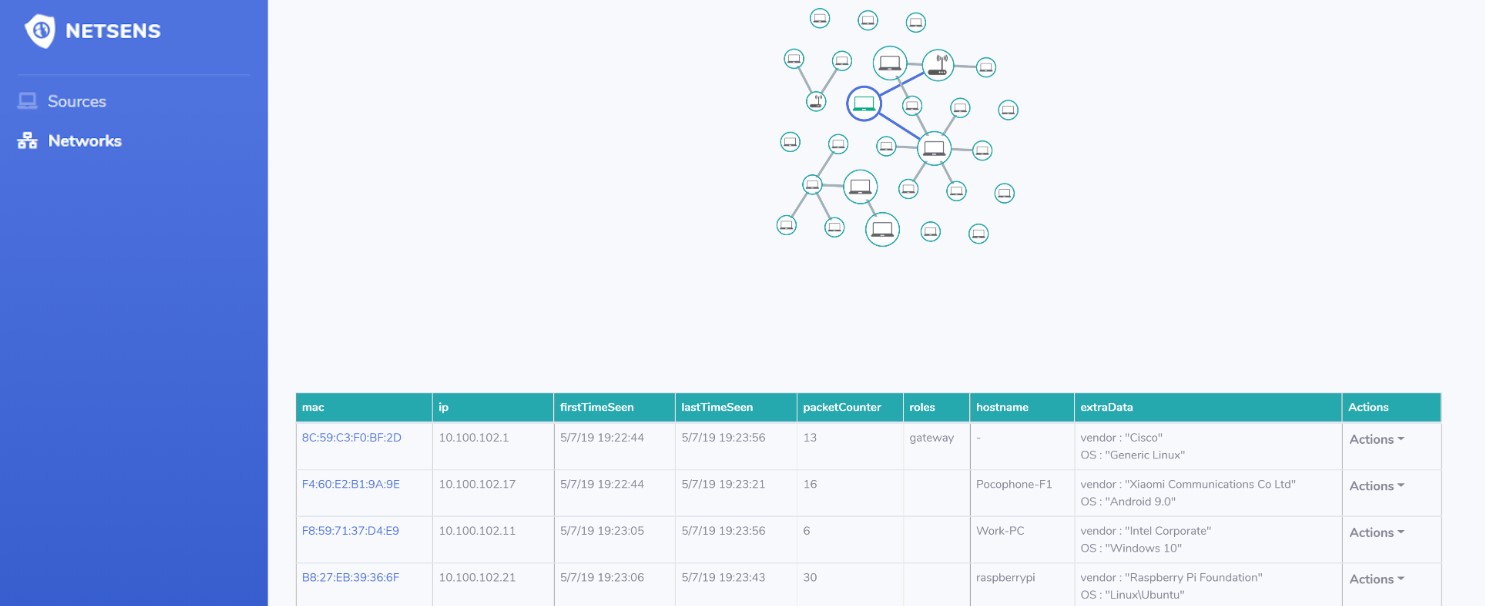 NETSENS
Sources
Networks
mac ip firstTimeSeen lastTimeSeen packetCounter roles hostname extraData Actions
8C:59:C3:F0:BF:2D 10.100.102.1 5/7/19 19:22:44 5/7/19 19:23:56 13 gateway - vendor : "Cisco" Actions
OS : "Generic Linux"
F4:60:E2:B1:9A:9E 10.100.102.17 5/7/19 19:22:44 5/7/19 19:23:21 16 Pocophone-F1 vendor : "Xiaomi Communications Co Ltd" Actions
OS : "Android 9.0"
F8:59:71:37:D4:E9 10.100.102.11 5/7/19 19:23:05 5/7/19 19:23:56 6 Work-PC vendor : "Intel Corporate" Actions
OS : "Windows 10"
B8:27:EB:39:36:6F 10.100.102.21 5/7/19 19:23:06 5/7/19 19:23:43 30 raspberrypi vendor : "Raspberry Pi Foundation" Actions
OS : "Linux\Ubuntu"